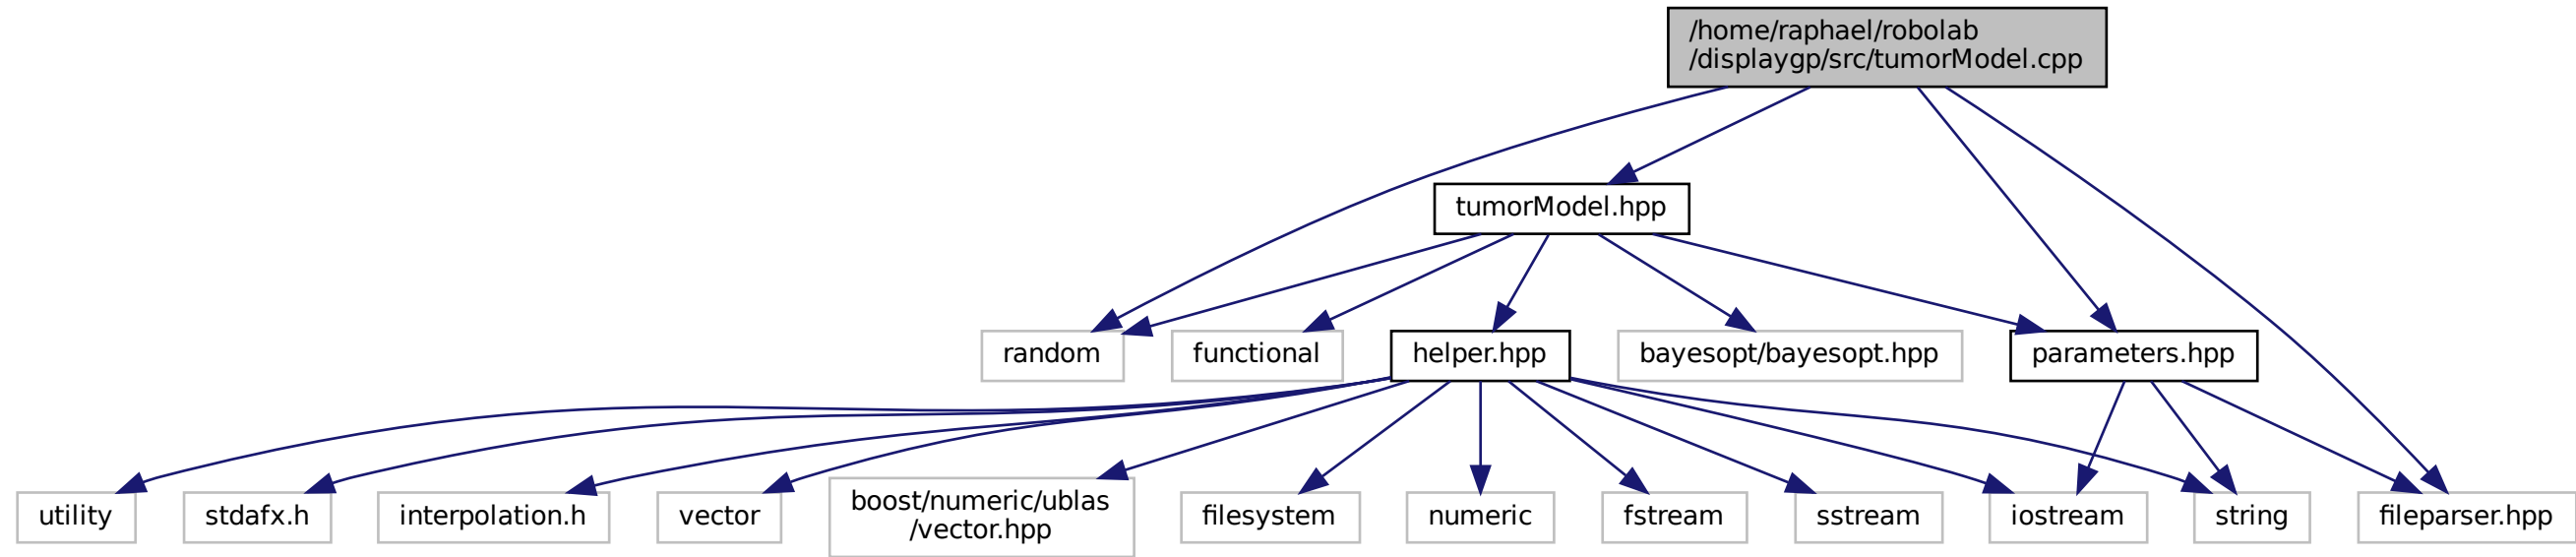 /home/raphael/robolab
/displaygp/src/tumorModel.cpp
tumorModel.hpp
random
functional
helper.hpp
bayesopt/bayesopt.hpp
parameters.hpp
utility
stdafx.h
interpolation.h
vector
boost/numeric/ublas
/vector.hpp
filesystem
numeric
fstream
sstream
iostream
string
fileparser.hpp